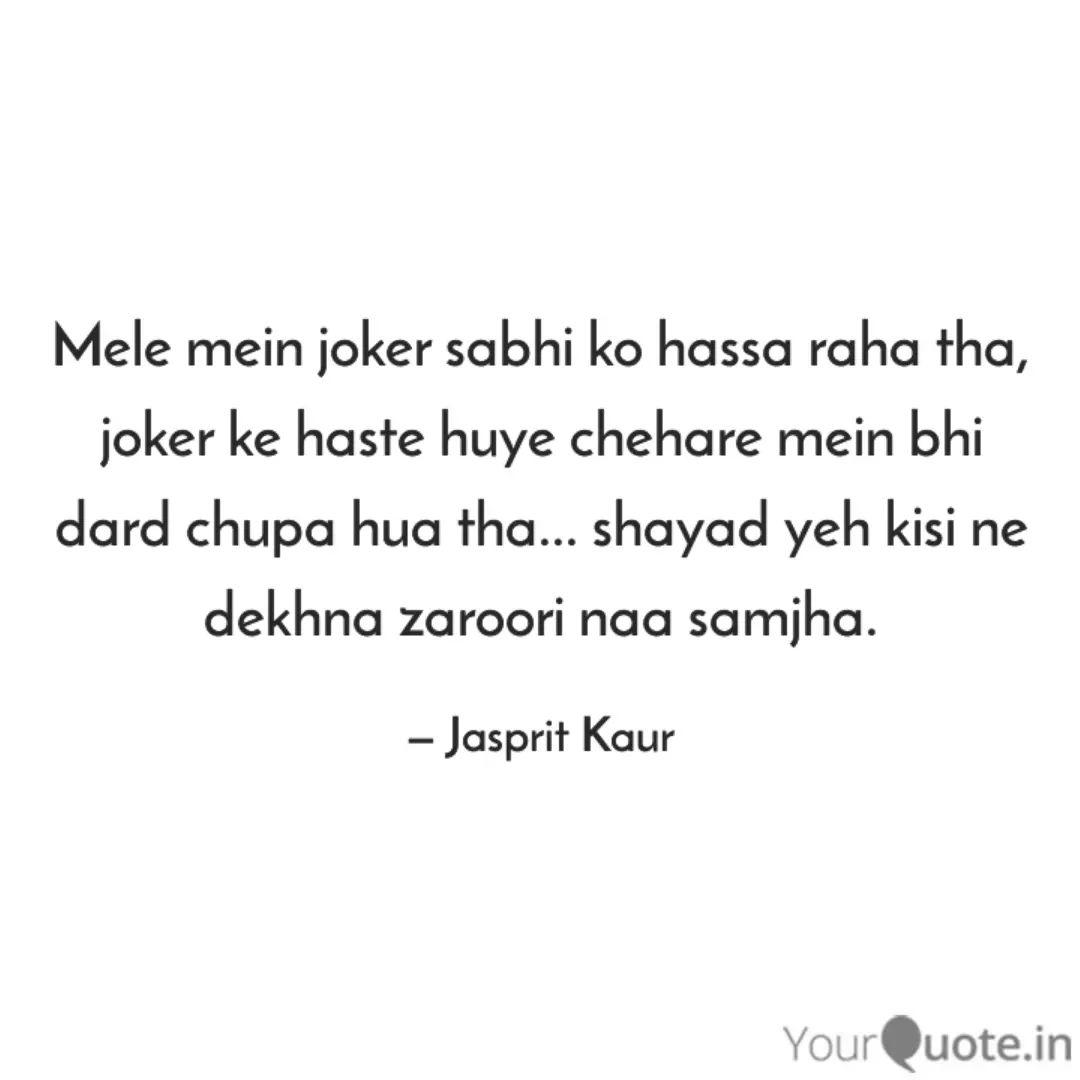 Mele mein joker sabhi ko hassa raha tha,
joker ke haste huye chehare mein bhi
dard chupa hua tha... shayad yeh kisi ne
dekhna zaroori naa samjha.
– Jasprit Kaur
YourQuote.in